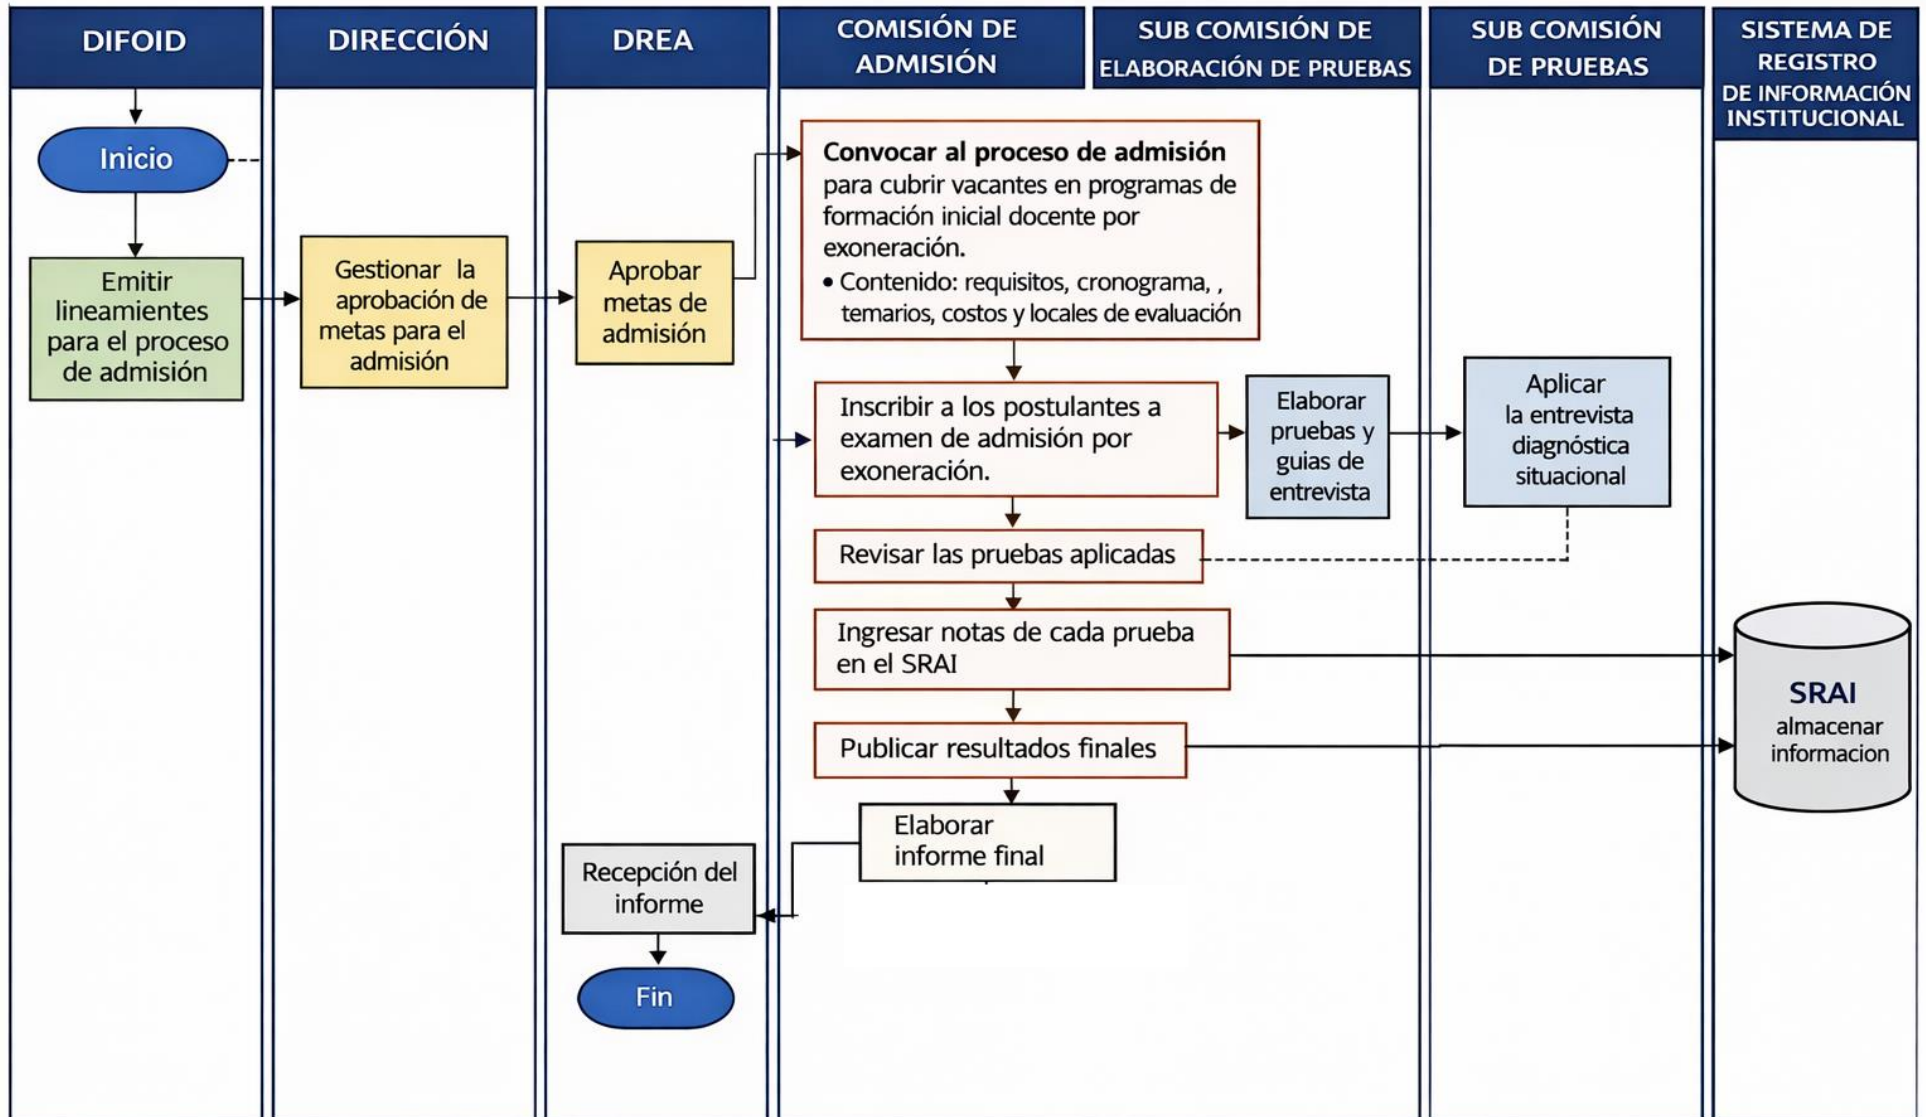 DIFOID
DIRECCIÓN
DREA
COMISIÓN DE
ADMISIÓN
SUB COMISIÓN DE
ELABORACIÓN DE PRUEBAS
SUB COMISIÓN
DE PRUEBAS
SISTEMA DE
REGISTRO
DE INFORMACIÓN
INSTITUCIONAL
Inicio
Emitir
lineamientes
para el proceso
de admisión
Gestionar la
aprobación de
metas para el
admisión
Aprobar
metas de
admisión
Convocar al proceso de admisión
para cubrir vacantes en programas de
formación inicial docente por
exoneración.
• Contenido: requisitos, cronograma, ,
temarios, costos y locales de evaluación
Inscribir a los postulantes a
examen de admisión por
exoneración.
Elaborar
pruebas y
guias de
entrevista
Aplicar
la entrevista
diagnóstica
situacional
Revisar las pruebas aplicadas
Ingresar notas de cada prueba
en el SRAI
Publicar resultados finales
SRAI
almacenar
informacion
Elaborar
informe final
Recepción del
informe
Fin